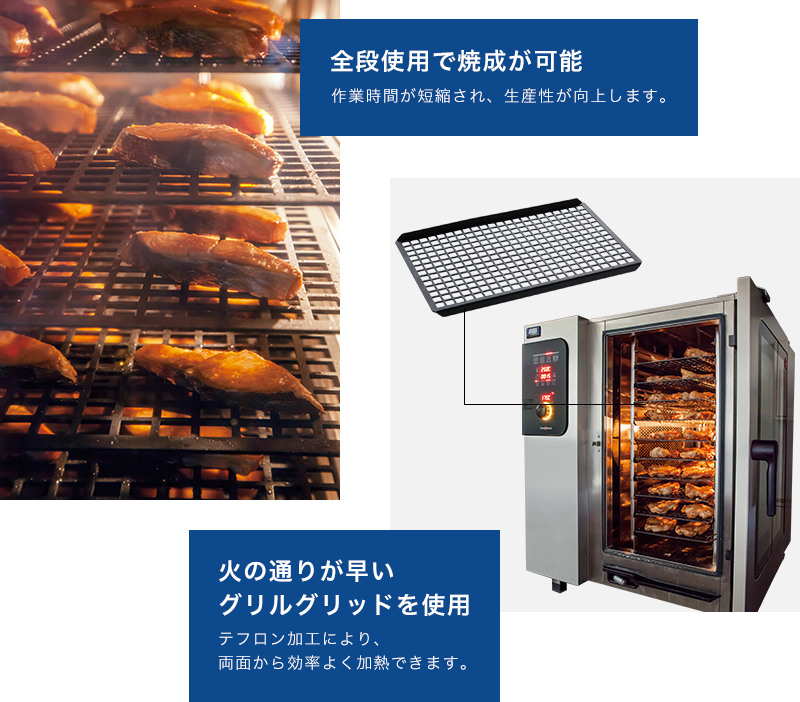 全段使用で焼成が可能
作業時間が短縮され、生産性が向上します。
火の通りが早い
グリルグリッドを使用
テフロン加工により、
両面から効率よく加熱できます。